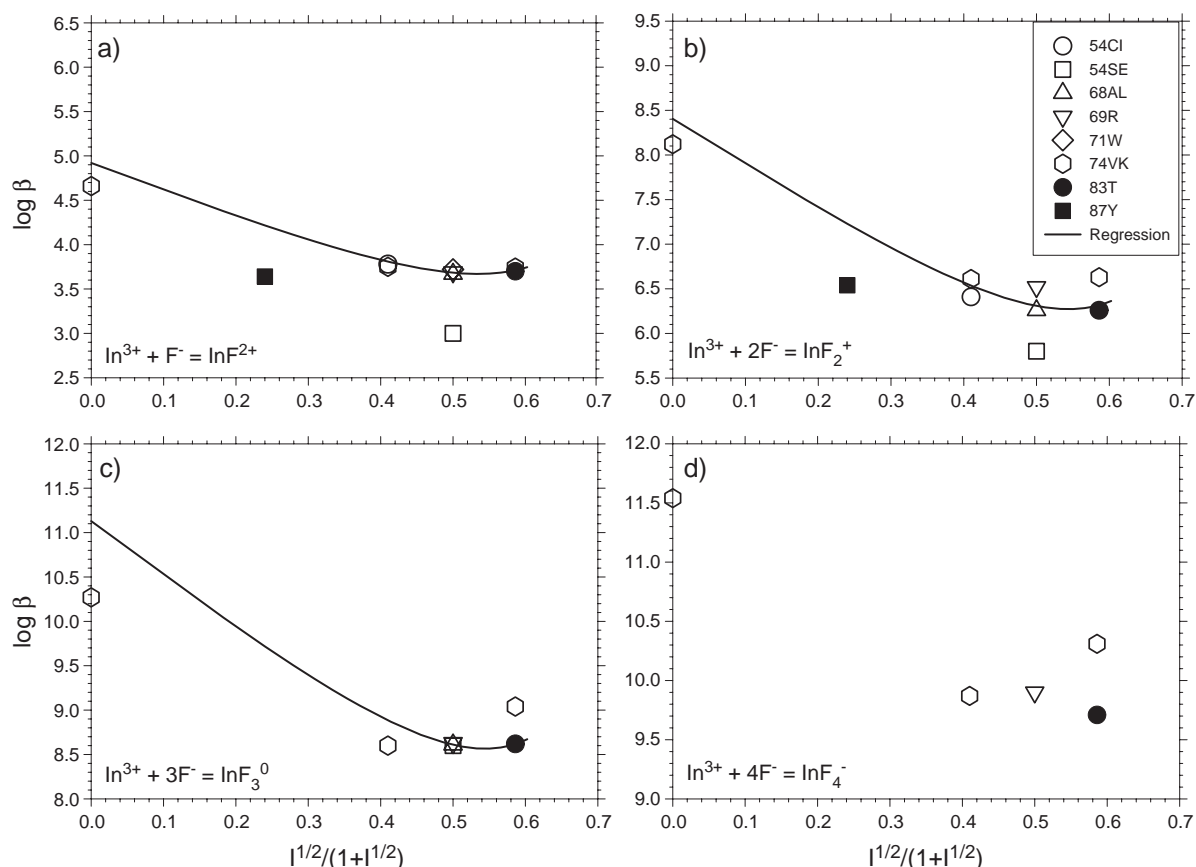 a)
log β
6.5
6.0
5.5
5.0
4.5
4.0
3.5
3.0
2.5
In³⁺ + F⁻ = InF²⁺
0.0 0.1 0.2 0.3 0.4 0.5 0.6 0.7
b)
9.5
9.0
8.5
8.0
7.5
7.0
6.5
6.0
5.5
54CI
54SE
68AL
69R
71W
74VK
83T
87Y
Regression
In³⁺ + 2F⁻ = InF₂⁺
0.0 0.1 0.2 0.3 0.4 0.5 0.6 0.7
c)
log β
12.0
11.5
11.0
10.5
10.0
9.5
9.0
8.5
8.0
In³⁺ + 3F⁻ = InF₃⁰
0.0 0.1 0.2 0.3 0.4 0.5 0.6 0.7
I¹ᐟ²/(1+I¹ᐟ²)
d)
12.0
11.5
11.0
10.5
10.0
9.5
9.0
In³⁺ + 4F⁻ = InF₄⁻
0.0 0.1 0.2 0.3 0.4 0.5 0.6 0.7
I¹ᐟ²/(1+I¹ᐟ²)